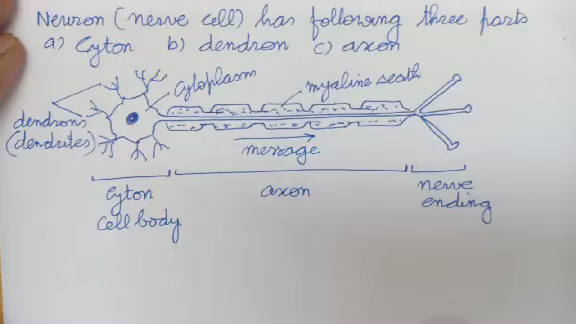 Neuron (nerve cell) has following three parts
a) Cyton b) dendron c) axon
cytoplasm
myaline seath
dendrons
(dendrites)
message
Cyton
cell body
axon
nerve
ending